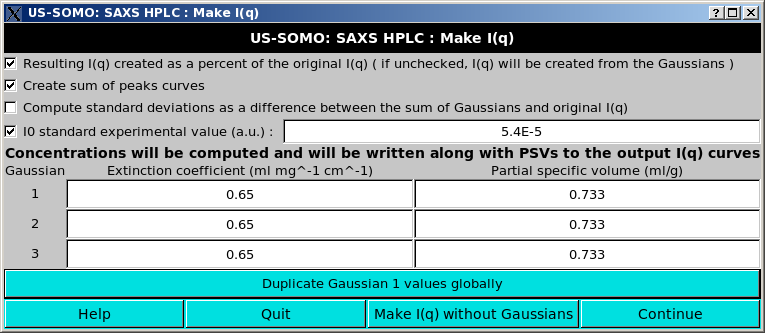 US-SOMO: SAXS HPLC : Make I(q)
US-SOMO: SAXS HPLC : Make I(q)
Resulting I(q) created as a percent of the original I(q) ( if unchecked, I(q) will be created from the Gaussians )
Create sum of peaks curves
Compute standard deviations as a difference between the sum of Gaussians and original I(q)
I0 standard experimental value (a.u.) : 5.4E-5
Concentrations will be computed and will be written along with PSVs to the output I(q) curves
Gaussian Extinction coefficient (ml mg^-1 cm^-1) Partial specific volume (ml/g)
1 0.65 0.733
2 0.65 0.733
3 0.65 0.733
Duplicate Gaussian 1 values globally
Help Quit Make I(q) without Gaussians Continue